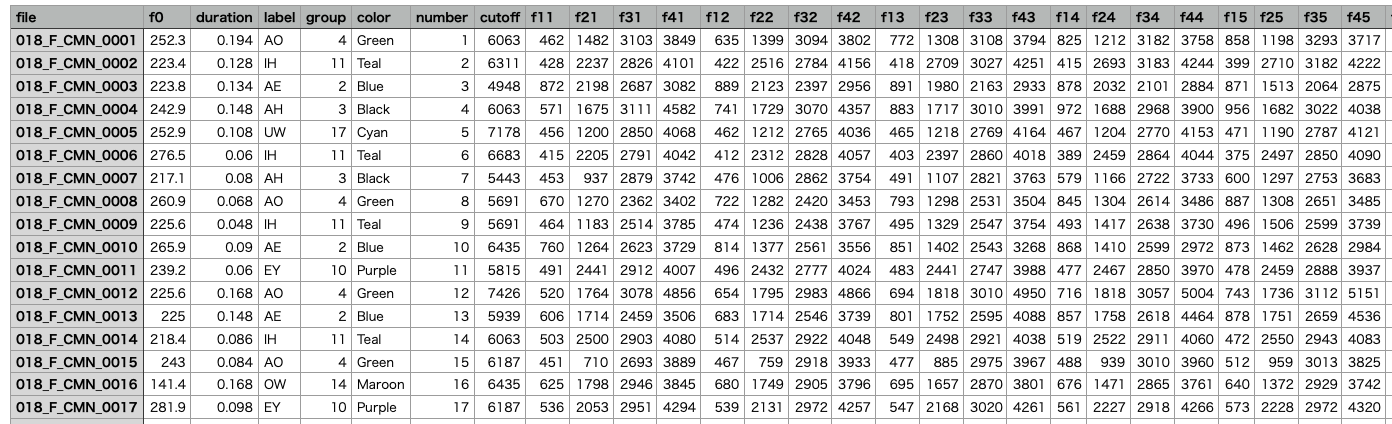 file f0 duration label group color number cutoff f11 f21 f31 f41 f12 f22 f32 f42 f13 f23 f33 f43 f14 f24 f34 f44 f15 f25 f35 f45
018_F_CMN_0001 252.3 0.194 AO 4 Green 1 6063 462 1482 3103 3849 635 1399 3094 3802 772 1308 3108 3794 825 1212 3182 3758 858 1198 3293 3717
018_F_CMN_0002 223.4 0.128 IH 11 Teal 2 6311 428 2237 2826 4101 422 2516 2784 4156 418 2709 3027 4251 415 2693 3183 4244 399 2710 3182 4222
018_F_CMN_0003 223.8 0.134 AE 2 Blue 3 4948 872 2198 2687 3082 889 2123 2397 2956 891 1980 2163 2933 878 2032 2101 2884 871 1513 2064 2875
018_F_CMN_0004 242.9 0.148 AH 3 Black 4 6063 571 1675 3111 4582 741 1729 3070 4357 883 1717 3010 3991 972 1688 2968 3900 956 1682 3022 4038
018_F_CMN_0005 252.9 0.108 UW 17 Cyan 5 7178 456 1200 2850 4068 462 1212 2765 4036 465 1218 2769 4164 467 1204 2770 4153 471 1190 2787 4121
018_F_CMN_0006 276.5 0.06 IH 11 Teal 6 6683 415 2205 2791 4042 412 2312 2828 4057 403 2397 2860 4018 389 2459 2864 4044 375 2497 2850 4090
018_F_CMN_0007 217.1 0.08 AH 3 Black 7 5443 453 937 2879 3742 476 1006 2862 3754 491 1107 2821 3763 579 1166 2722 3733 600 1297 2753 3683
018_F_CMN_0008 260.9 0.068 AO 4 Green 8 5691 670 1270 2362 3402 722 1282 2420 3453 793 1298 2531 3504 845 1304 2614 3486 887 1308 2651 3485
018_F_CMN_0009 225.6 0.048 IH 11 Teal 9 5691 464 1183 2514 3785 474 1236 2438 3767 495 1329 2547 3754 493 1417 2638 3730 496 1506 2599 3739
018_F_CMN_0010 265.9 0.09 AE 2 Blue 10 6435 760 1264 2623 3729 814 1377 2561 3556 851 1402 2543 3268 868 1410 2599 2972 873 1462 2628 2984
018_F_CMN_0011 239.2 0.06 EY 10 Purple 11 5815 491 2441 2912 4007 496 2432 2777 4024 483 2441 2747 3988 477 2467 2850 3970 478 2459 2888 3937
018_F_CMN_0012 225.6 0.168 AO 4 Green 12 7426 520 1764 3078 4856 654 1795 2983 4866 694 1818 3010 4950 716 1818 3057 5004 743 1736 3112 5151
018_F_CMN_0013 225 0.148 AE 2 Blue 13 5939 606 1714 2459 3506 683 1714 2546 3739 801 1752 2595 4088 857 1758 2618 4464 878 1751 2659 4536
018_F_CMN_0014 218.4 0.086 IH 11 Teal 14 6063 503 2500 2903 4080 514 2537 2922 4048 549 2498 2921 4038 519 2522 2911 4060 472 2550 2943 4083
018_F_CMN_0015 243 0.084 AO 4 Green 15 6187 451 710 2693 3889 467 759 2918 3933 477 885 2975 3967 488 939 3010 3960 512 959 3013 3825
018_F_CMN_0016 141.4 0.168 OW 14 Maroon 16 6435 625 1798 2946 3845 680 1749 2905 3796 695 1657 2870 3801 676 1471 2865 3761 640 1372 2929 3742
018_F_CMN_0017 281.9 0.098 EY 10 Purple 17 6187 536 2053 2951 4294 539 2131 2972 4257 547 2168 3020 4261 561 2227 2918 4266 573 2228 2972 4320